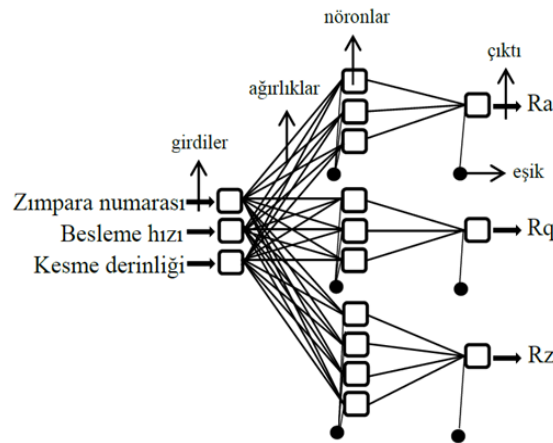 nöronlar
çıktı
Ra
ağırlıklar
girdiler
eşik
Zımpara numarası
Besleme hızı
Rq
Kesme derinliği
Rz